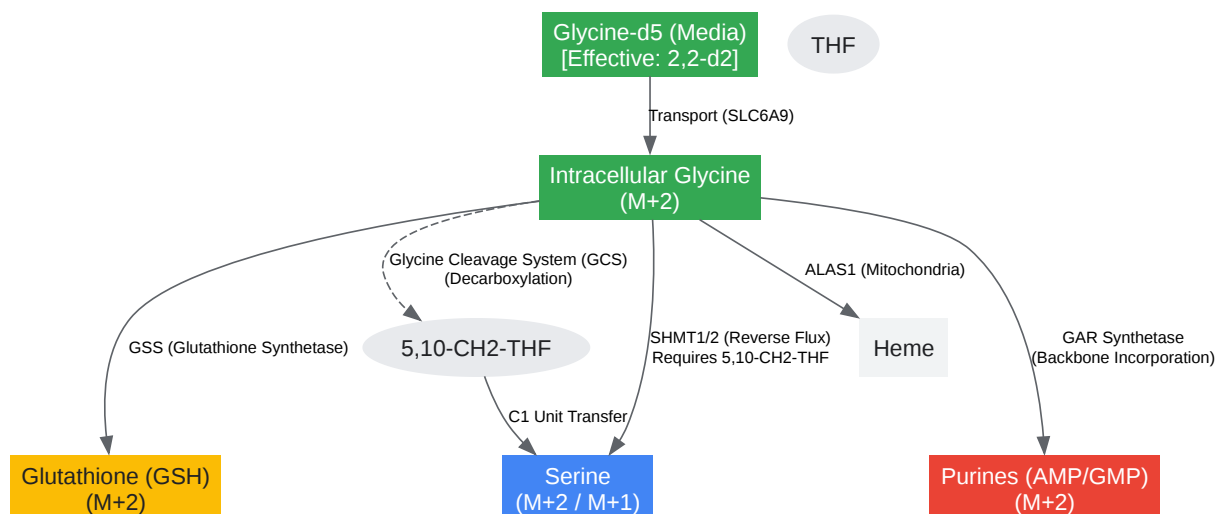 Glycine-d5 (Media)
[Effective: 2,2-d2]
THF
Transport (SLC6A9)
Intracellular Glycine
(M+2)
Glycine Cleavage System (GCS)
(Decarboxylation)
ALAS1 (Mitochondria)
GSS (Glutathione Synthetase)
5,10-CH2-THF
SHMT1/2 (Reverse Flux)
Requires 5,10-CH2-THF
Heme
GAR Synthetase
(Backbone Incorporation)
C1 Unit Transfer
Glutathione (GSH)
(M+2)
Serine
(M+2 / M+1)
Purines (AMP/GMP)
(M+2)